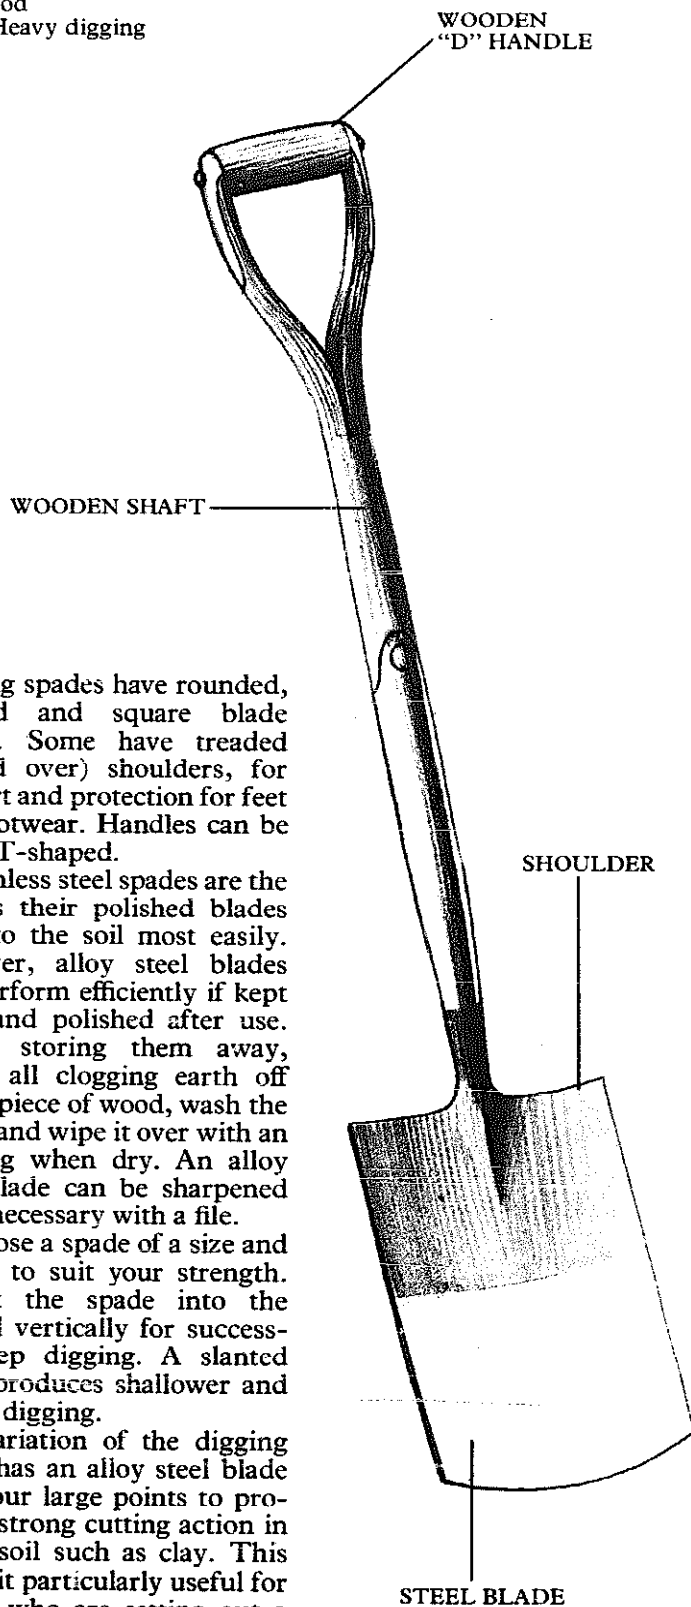 od
Heavy digging
WOODEN
“D” HANDLE
WOODEN SHAFT
g spades have rounded,
d and square blade
. Some have treaded
d over) shoulders, for
rt and protection for feet
otwear. Handles can be
T-shaped.
nless steel spades are the
s their polished blades
to the soil most easily.
er, alloy steel blades
rform efficiently if kept
and polished after use.
storing them away,
all clogging earth off
piece of wood, wash the
and wipe it over with an
g when dry. An alloy
lade can be sharpened
necessary with a file.
ose a spade of a size and
to suit your strength.
t the spade into the
l vertically for success-
ep digging. A slanted
produces shallower and
digging.
ariation of the digging
has an alloy steel blade
our large points to pro-
strong cutting action in
soil such as clay. This
it particularly useful for
who are setting out a
SHOULDER
STEEL BLADE